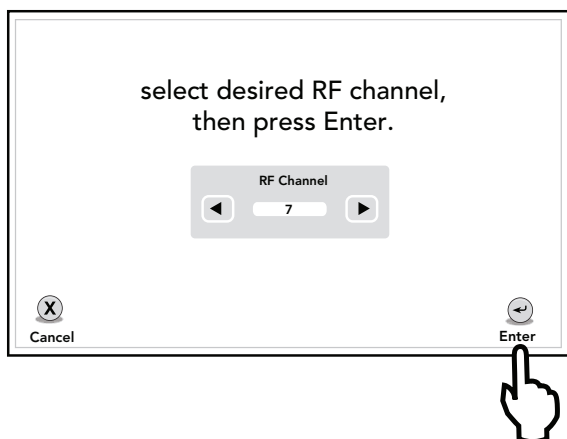 select desired RF channel,
then press Enter.
RF Channel
7
X
Cancel
Enter